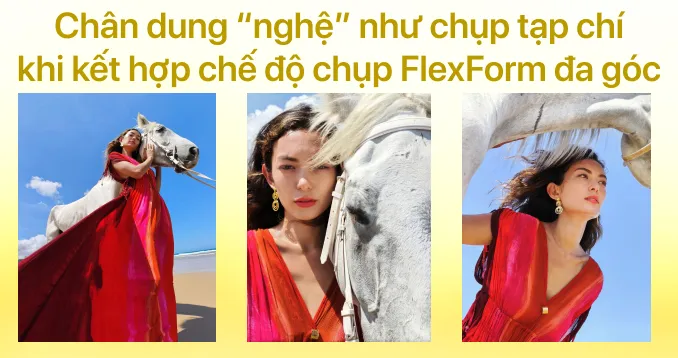 Chân dung “nghệ” như chụp tạp chí
khi kết hợp chế độ chụp FlexForm đa góc